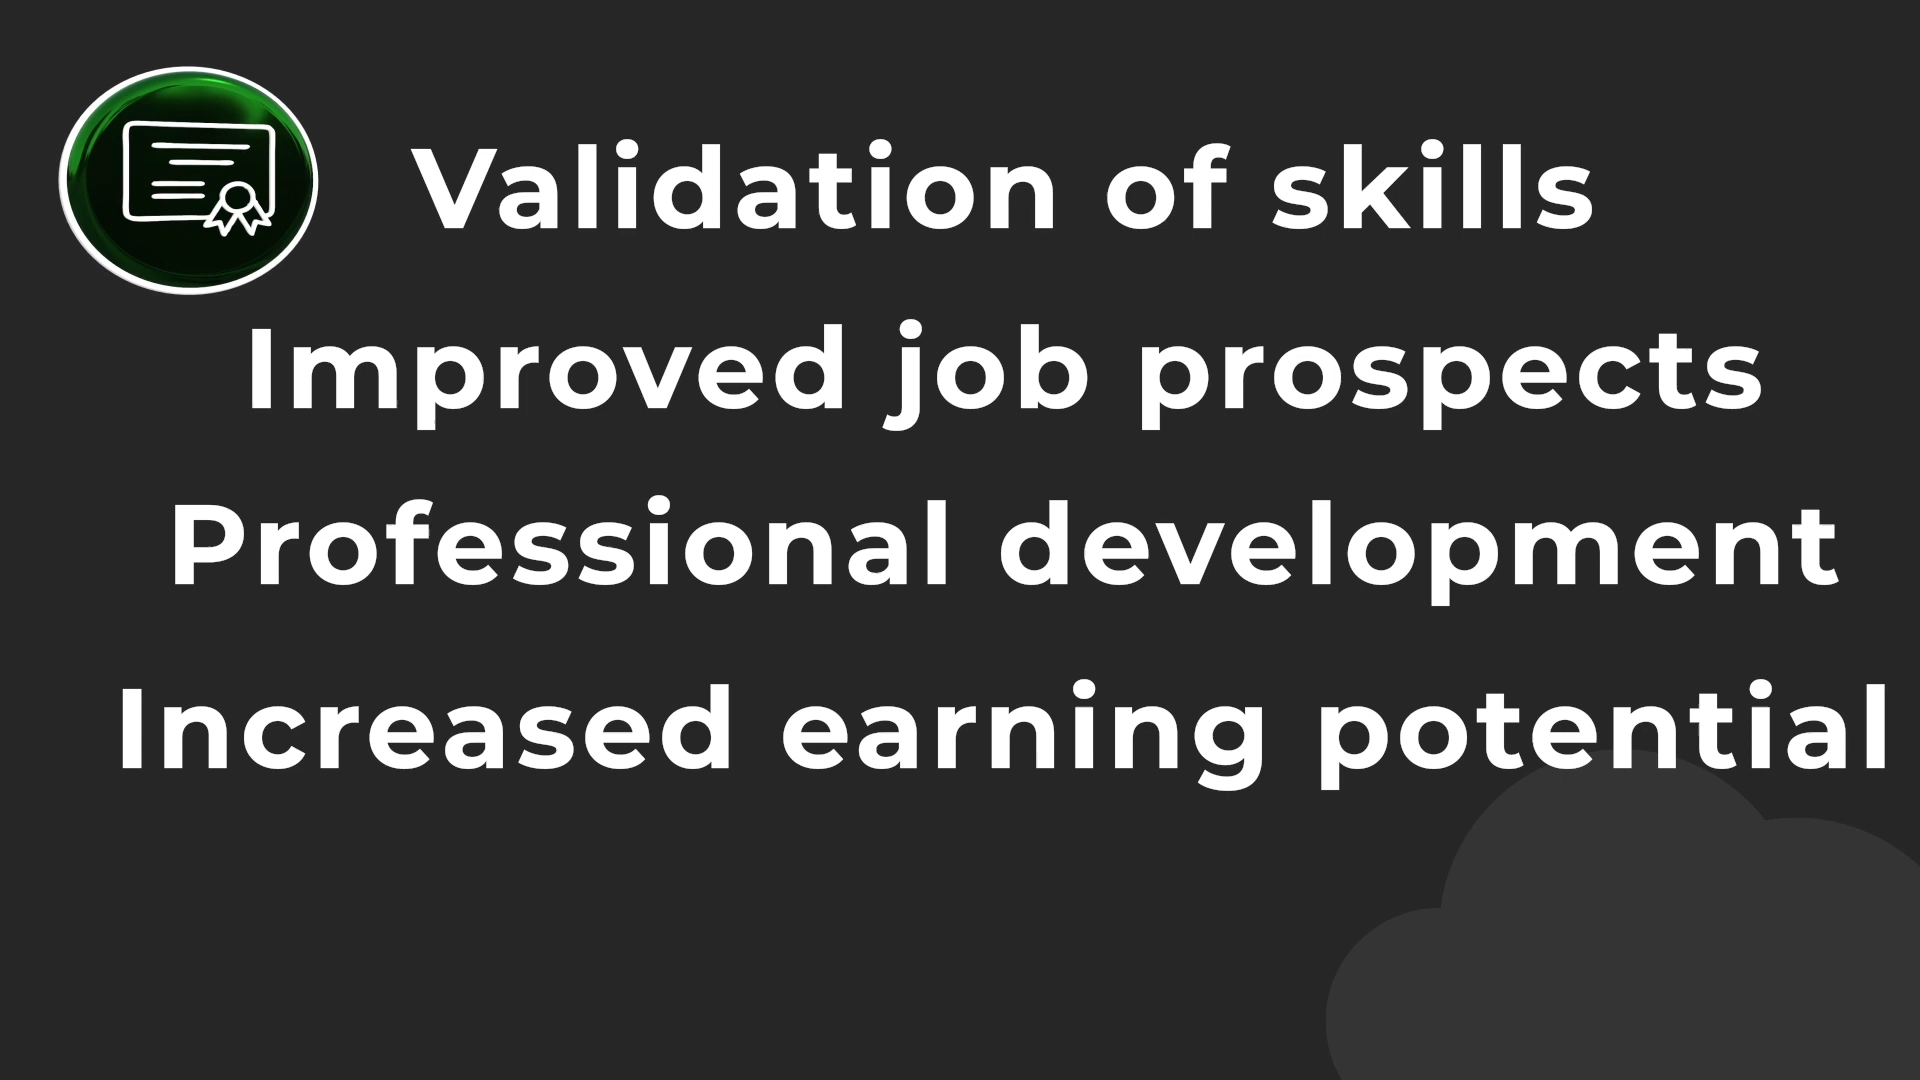 Validation of skills
Improved job prospects
Professional development
Increased earning potential